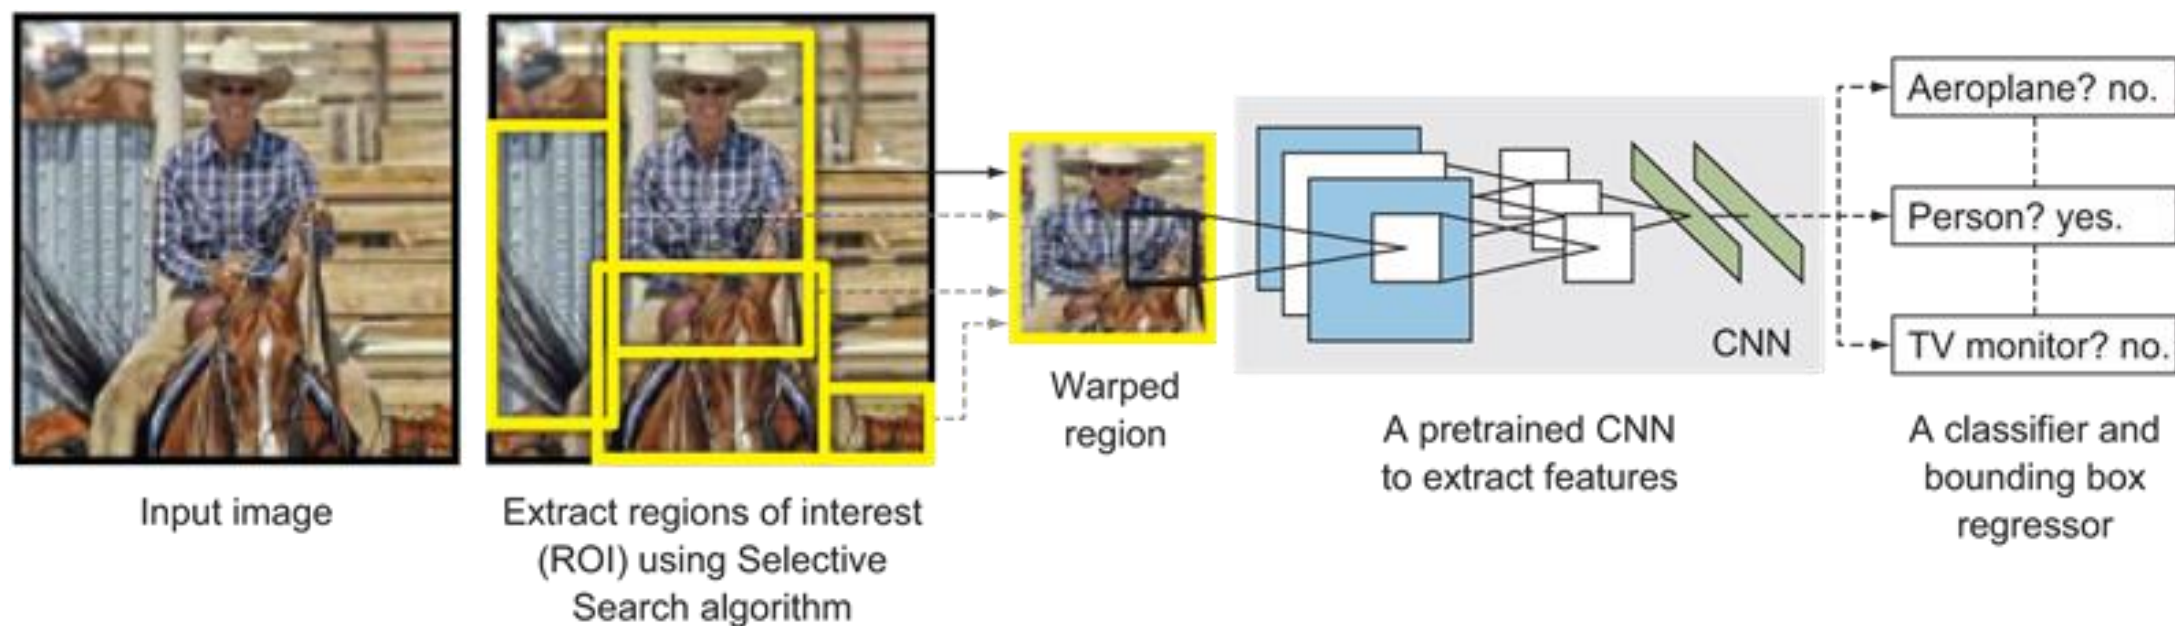 Input image
Extract regions of interest
(ROI) using Selective
Search algorithm
Warped
region
CNN
A pretrained CNN
to extract features
Aeroplane? no.
Person? yes.
TV monitor? no.
A classifier and
bounding box
regressor